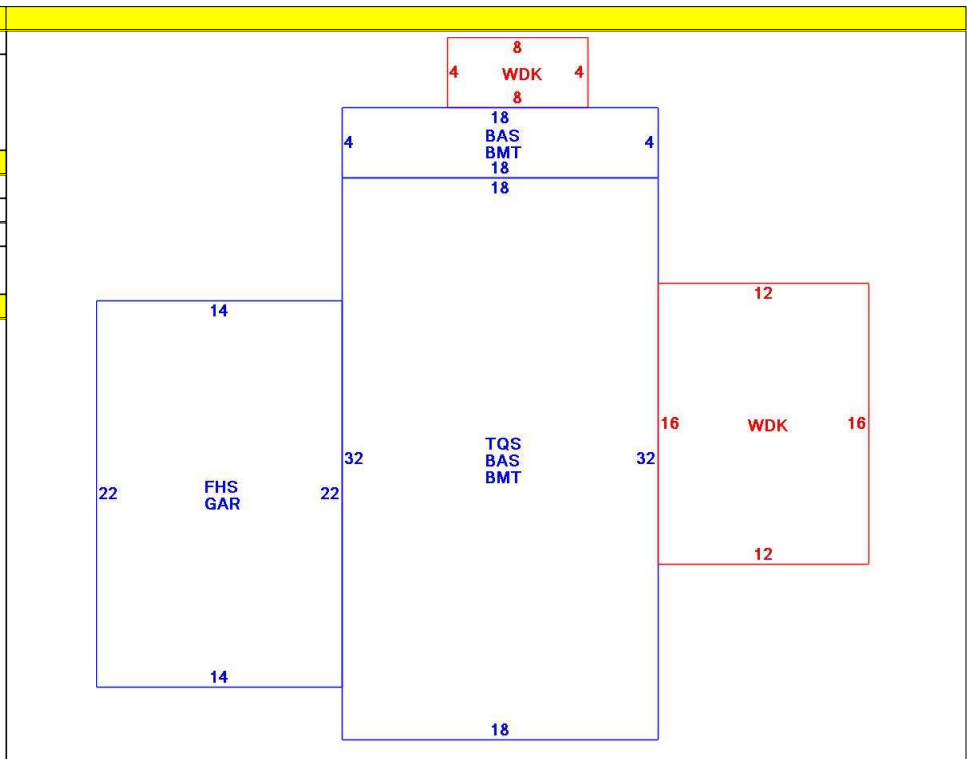 8
4 WDK 4
8
18
4 BAS 4
BMT
18
18
12
14
16 WDK 16
32 TQS 32
BAS
BMT
22 FHS 22
GAR
12
14
18